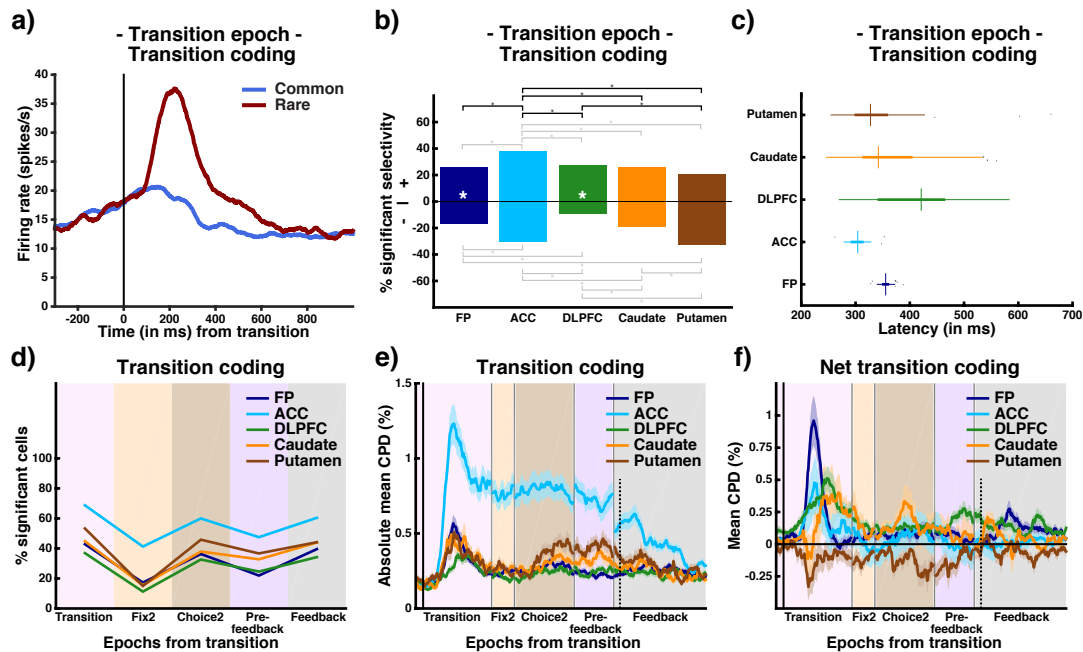 a)
- Transition epoch -
Transition coding
Firing rate (spikes/s)
40
35
30
25
20
15
10
5
0
Common
Rare
-200
0
200
400
600
800
Time (in ms) from transition
b)
- Transition epoch -
Transition coding
% significant selectivity
- | +
60
40
20
0
-20
-40
-60
* * * * *
* *
FP
ACC
DLPFC
Caudate
Putamen
c)
- Transition epoch -
Transition coding
Putamen
Caudate
DLPFC
ACC
FP
200
300
400
500
600
700
Latency (in ms)
d)
Transition coding
% significant cells
100
80
60
40
20
0
FP
ACC
DLPFC
Caudate
Putamen
Transition
Fix2
Choice2
Pre-
feedback
Feedback
Epochs from transition
e)
Transition coding
Absolute mean CPD (%)
1.5
1
0.5
0
FP
ACC
DLPFC
Caudate
Putamen
Transition
Fix2
Choice2
Pre-
feedback
Feedback
Epochs from transition
f)
Net transition coding
Mean CPD (%)
1
0.75
0.5
0.25
0
-0.25
FP
ACC
DLPFC
Caudate
Putamen
Transition
Fix2
Choice2
Pre-
feedback
Feedback
Epochs from transition